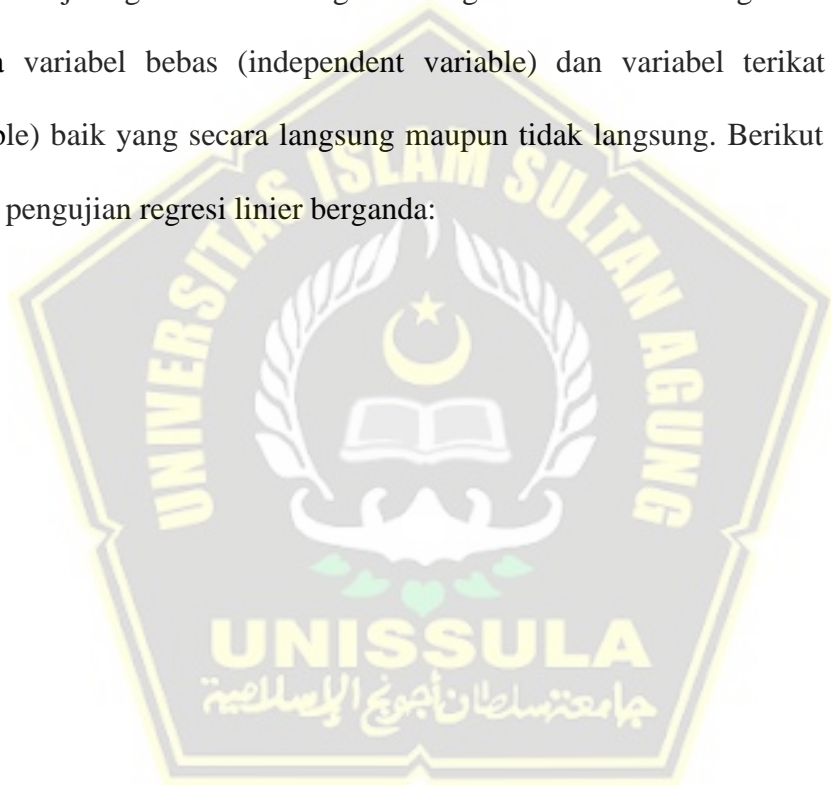 variabel bebas (independent variable) dan variabel terikat
baik yang secara langsung maupun tidak langsung. Berikut
pengujian regresi linier berganda:
UNIVERSITAS ISLAM SULTAN AGUNG
UNISSULA
جامعة سلطان أجونج الإسلامية